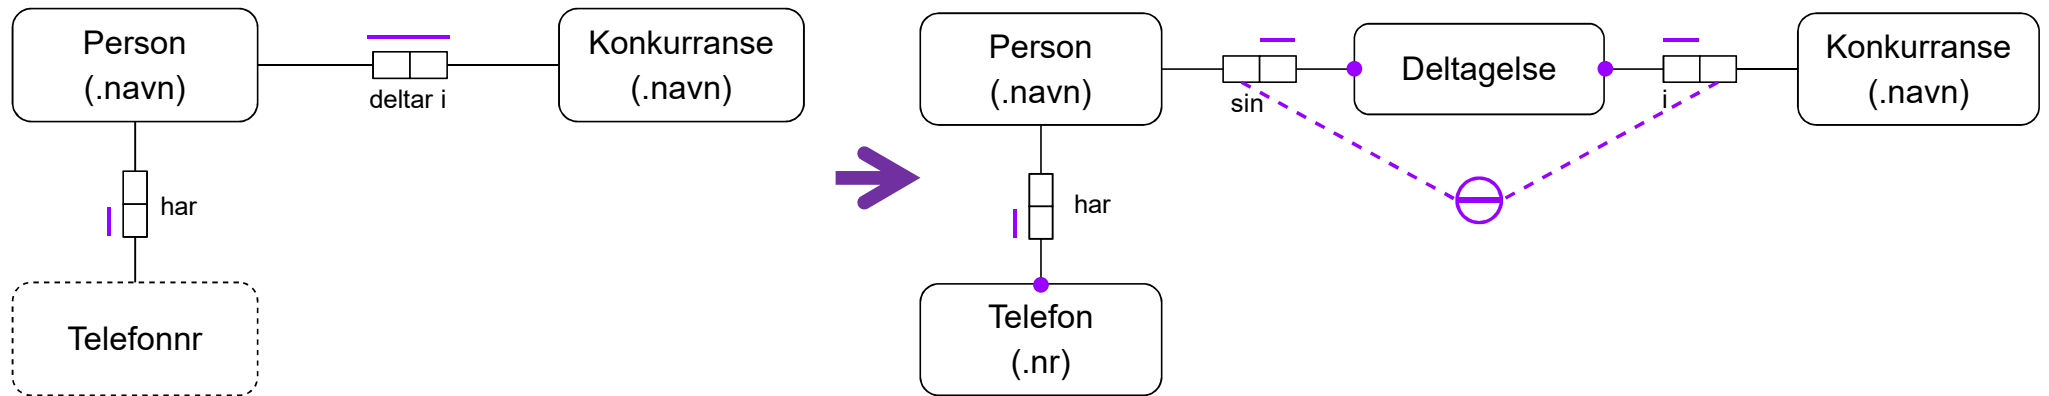 Person
(.navn)
deltar i
Konkurranse
(.navn)
har
Telefonnr
Person
(.navn)
sin
Deltagelse
i
Konkurranse
(.navn)
har
Telefon
(.nr)